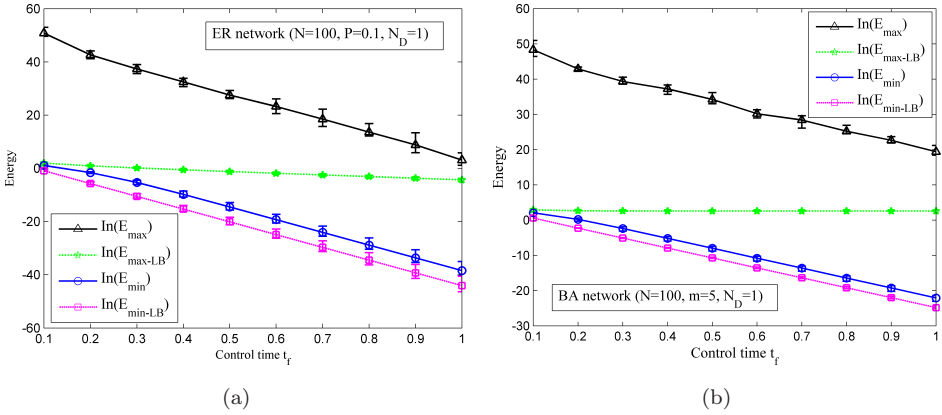 60
40
20
0
-20
-40
-60
Energy
ER network (N=100, P=0.1, N_D=1)
ln(E_max)
ln(E_max-LB)
ln(E_min)
ln(E_min-LB)
0.1 0.2 0.3 0.4 0.5 0.6 0.7 0.8 0.9 1
Control time t_f
(a)
60
50
40
30
20
10
0
-10
-20
-30
Energy
ln(E_max)
ln(E_max-LB)
ln(E_min)
ln(E_min-LB)
BA network (N=100, m=5, N_D=1)
0.1 0.2 0.3 0.4 0.5 0.6 0.7 0.8 0.9 1
Control time t_f
(b)